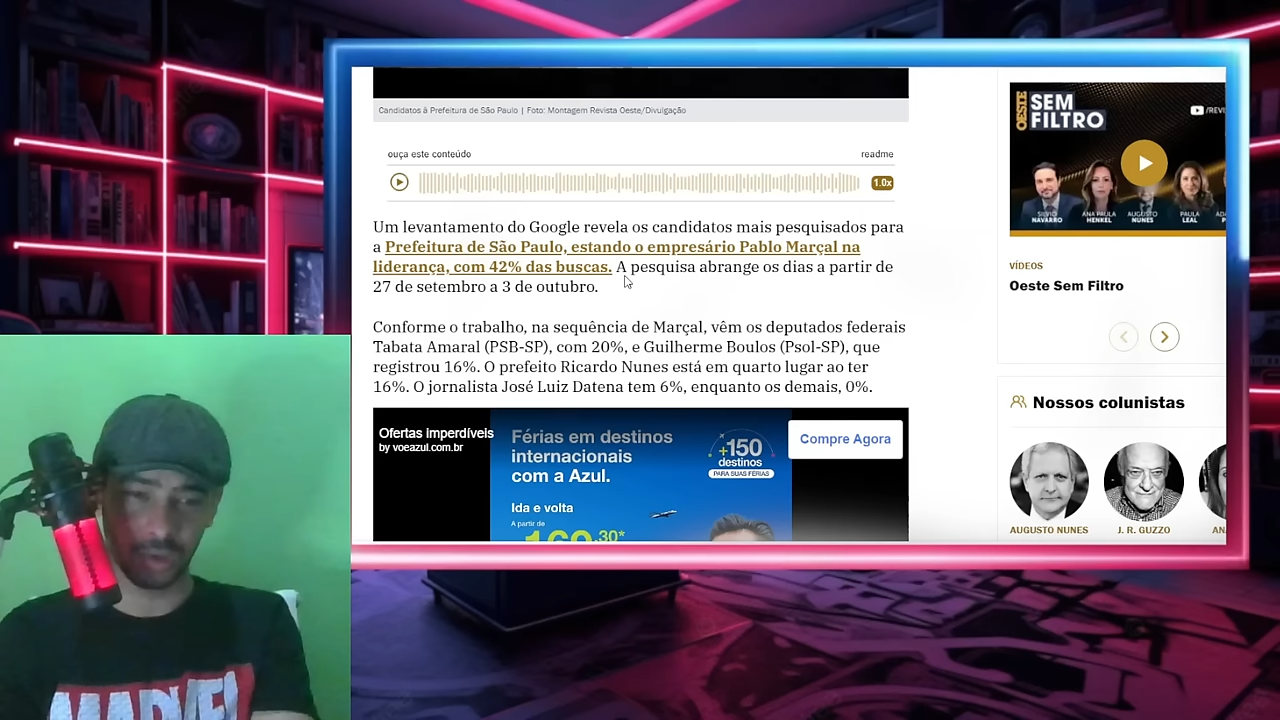 Candidatos à Prefeitura de São Paulo | Foto: Montagem Revista Oeste/Divulgação
ouça este conteúdo
readme
1.0x
Um levantamento do Google revela os candidatos mais pesquisados para
a Prefeitura de São Paulo, estando o empresário Pablo Marçal na
liderança, com 42% das buscas. A pesquisa abrange os dias a partir de
27 de setembro a 3 de outubro.
Conforme o trabalho, na sequência de Marçal, vêm os deputados federais
Tabata Amaral (PSB-SP), com 20%, e Guilherme Boulos (Psol-SP), que
registrou 16%. O prefeito Ricardo Nunes está em quarto lugar ao ter
16%. O jornalista José Luiz Datena tem 6%, enquanto os demais, 0%.
Ofertas imperdíveis
by voeazul.com.br
Férias em destinos
internacionais
com a Azul.
Ida e volta
A partir de
+150
destinos
PARA SUAS FÉRIAS
Compre Agora
OESTE
SEM
FILTRO
SILVIO
NAVARRO
ANA PAULA
HENKEL
AUGUSTO
NUNES
PAULA
LEAL
VÍDEOS
Oeste Sem Filtro
Nossos colunistas
AUGUSTO NUNES
J. R. GUZZO
MARVEL